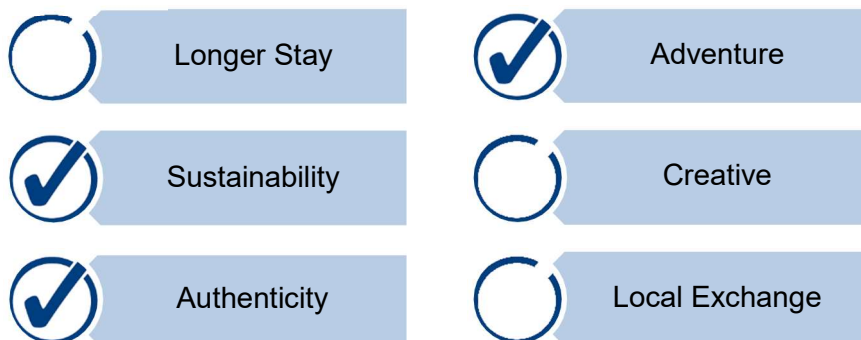 Longer Stay
Adventure
Sustainability
Creative
Authenticity
Local Exchange